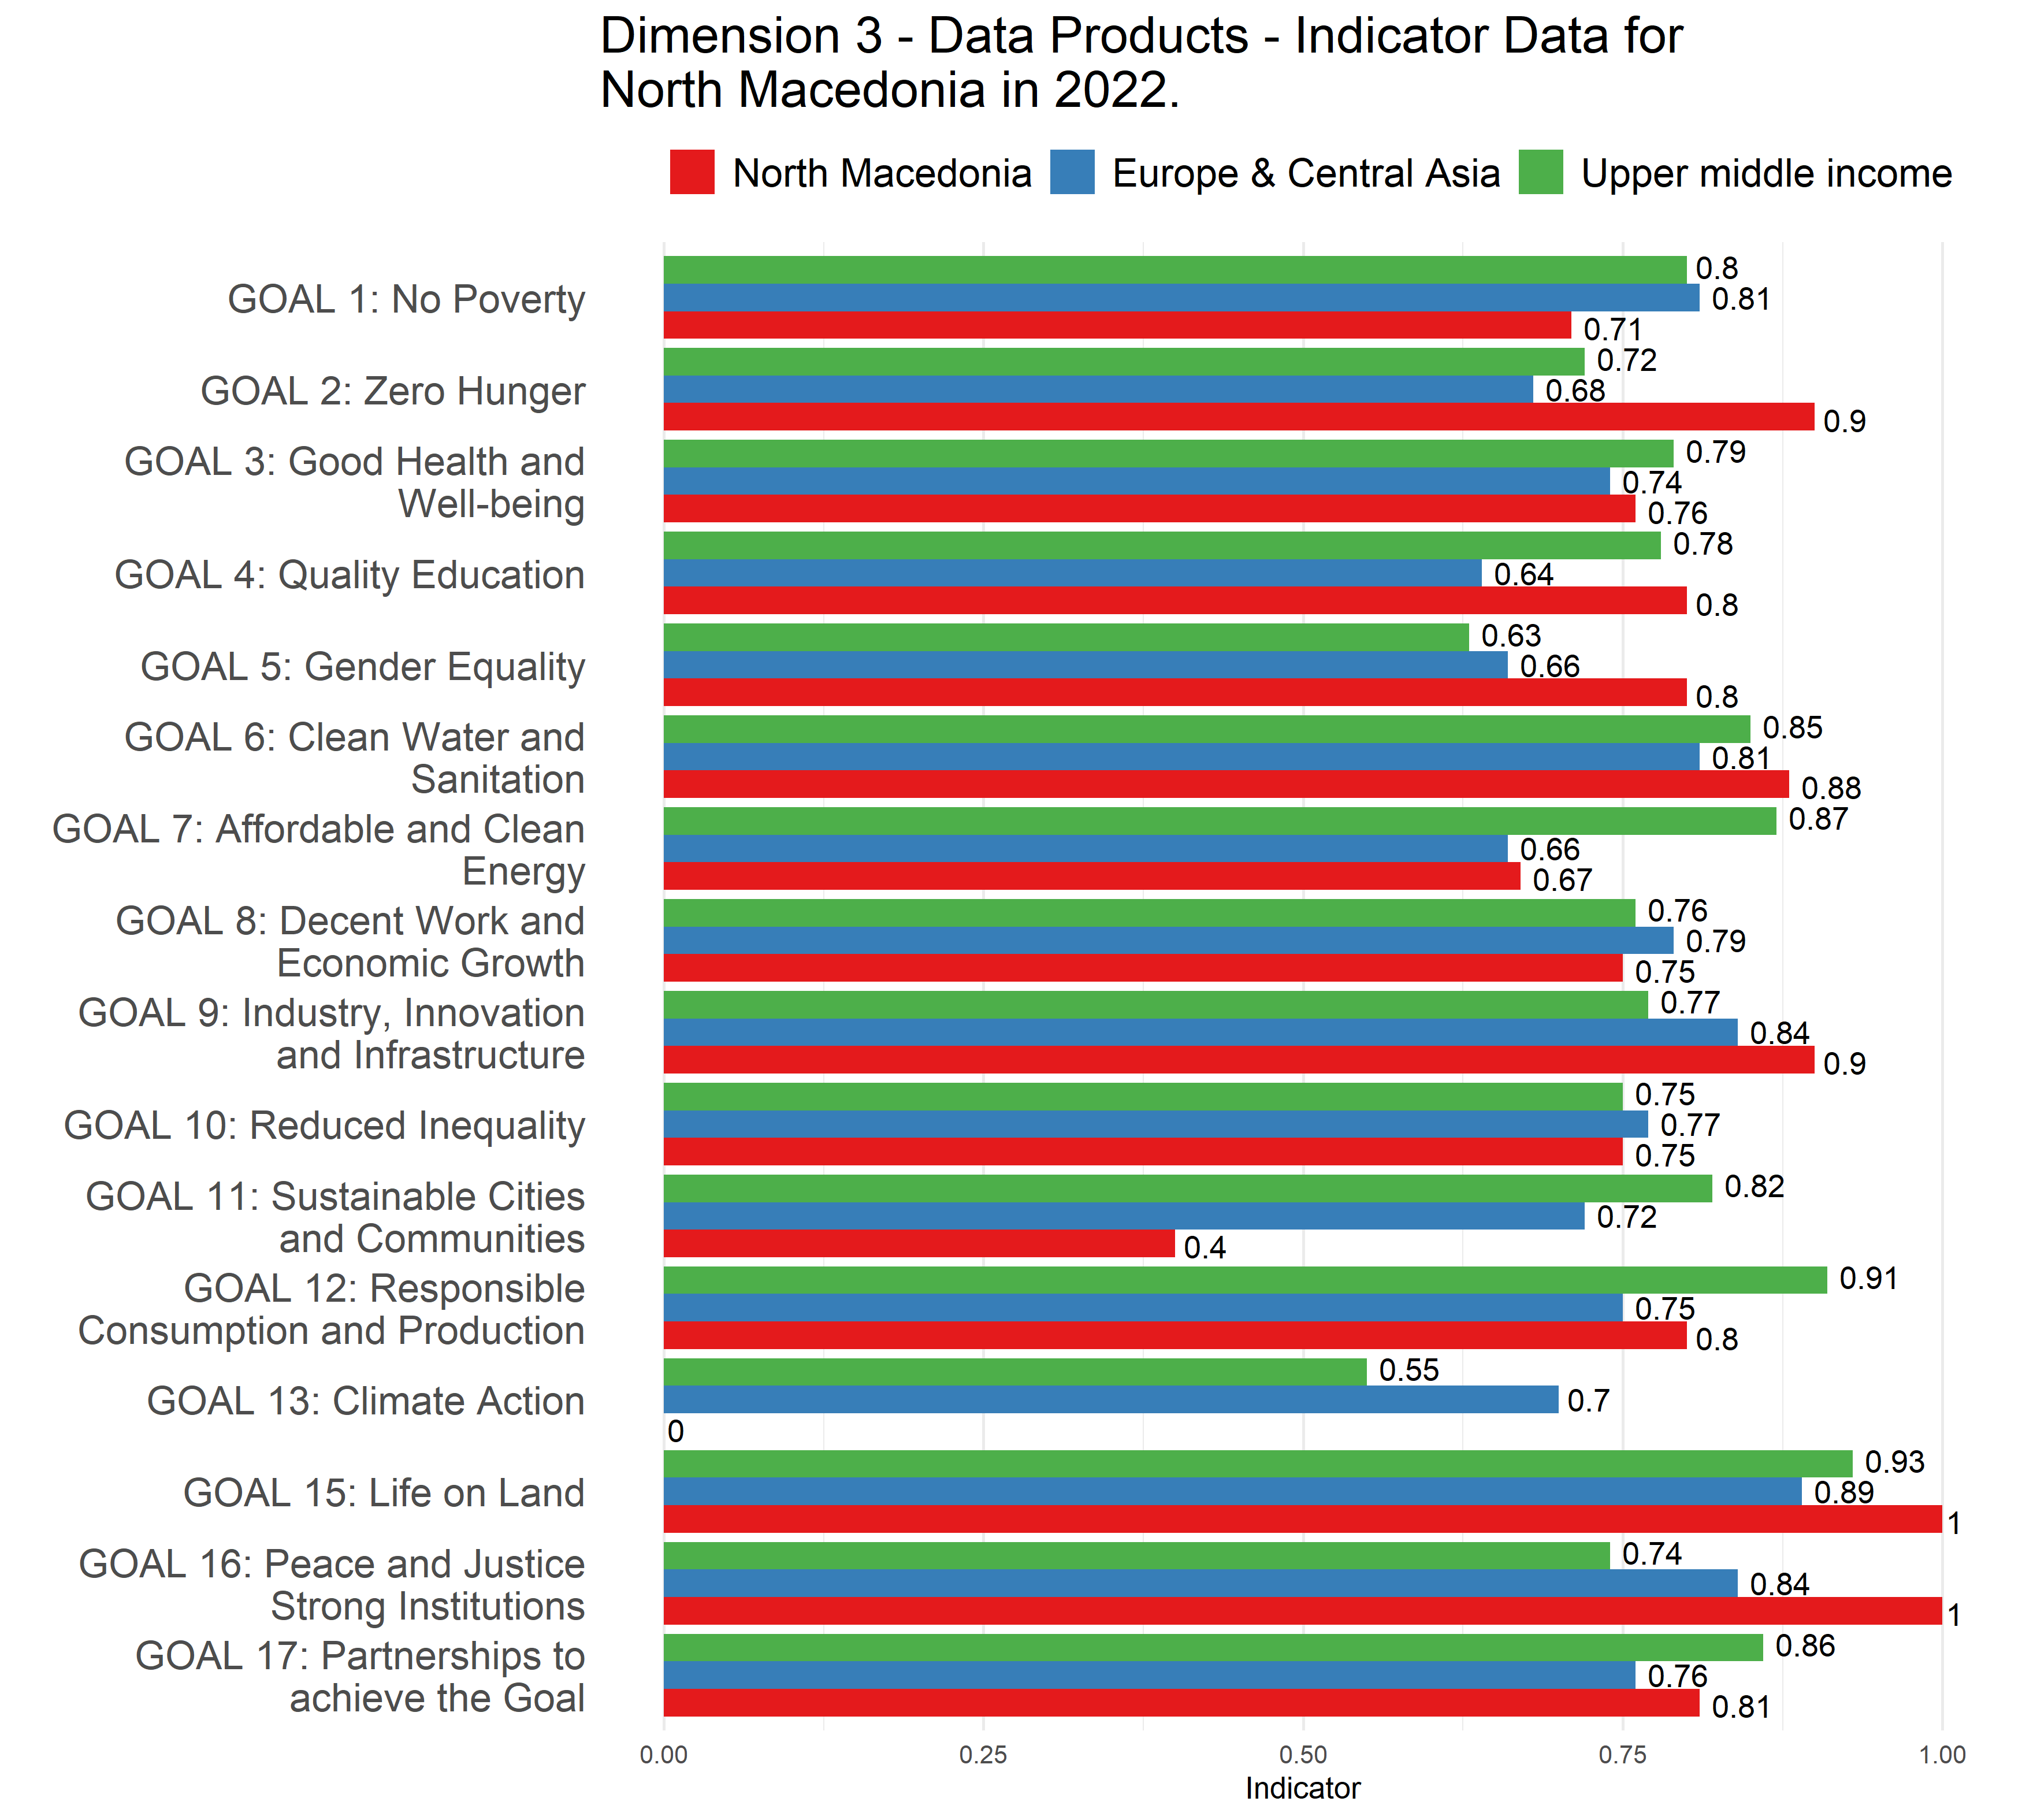 Dimension 3 - Data Products - Indicator Data for
North Macedonia in 2022.
North Macedonia
Europe & Central Asia
Upper middle income
GOAL 1: No Poverty
0.8
0.81
0.71
GOAL 2: Zero Hunger
0.72
0.68
0.9
GOAL 3: Good Health and
Well-being
0.79
0.74
0.76
GOAL 4: Quality Education
0.78
0.64
0.8
GOAL 5: Gender Equality
0.63
0.66
0.8
GOAL 6: Clean Water and
Sanitation
0.85
0.81
0.88
GOAL 7: Affordable and Clean
Energy
0.87
0.66
0.67
GOAL 8: Decent Work and
Economic Growth
0.76
0.79
0.75
GOAL 9: Industry, Innovation
and Infrastructure
0.77
0.84
0.9
GOAL 10: Reduced Inequality
0.75
0.77
0.75
GOAL 11: Sustainable Cities
and Communities
0.82
0.72
0.4
GOAL 12: Responsible
Consumption and Production
0.91
0.75
0.8
GOAL 13: Climate Action
0.55
0.7
0
GOAL 15: Life on Land
0.93
0.89
1
GOAL 16: Peace and Justice
Strong Institutions
0.74
0.84
1
GOAL 17: Partnerships to
achieve the Goal
0.86
0.76
0.81
0.00 0.25 0.50 0.75 1.00
Indicator